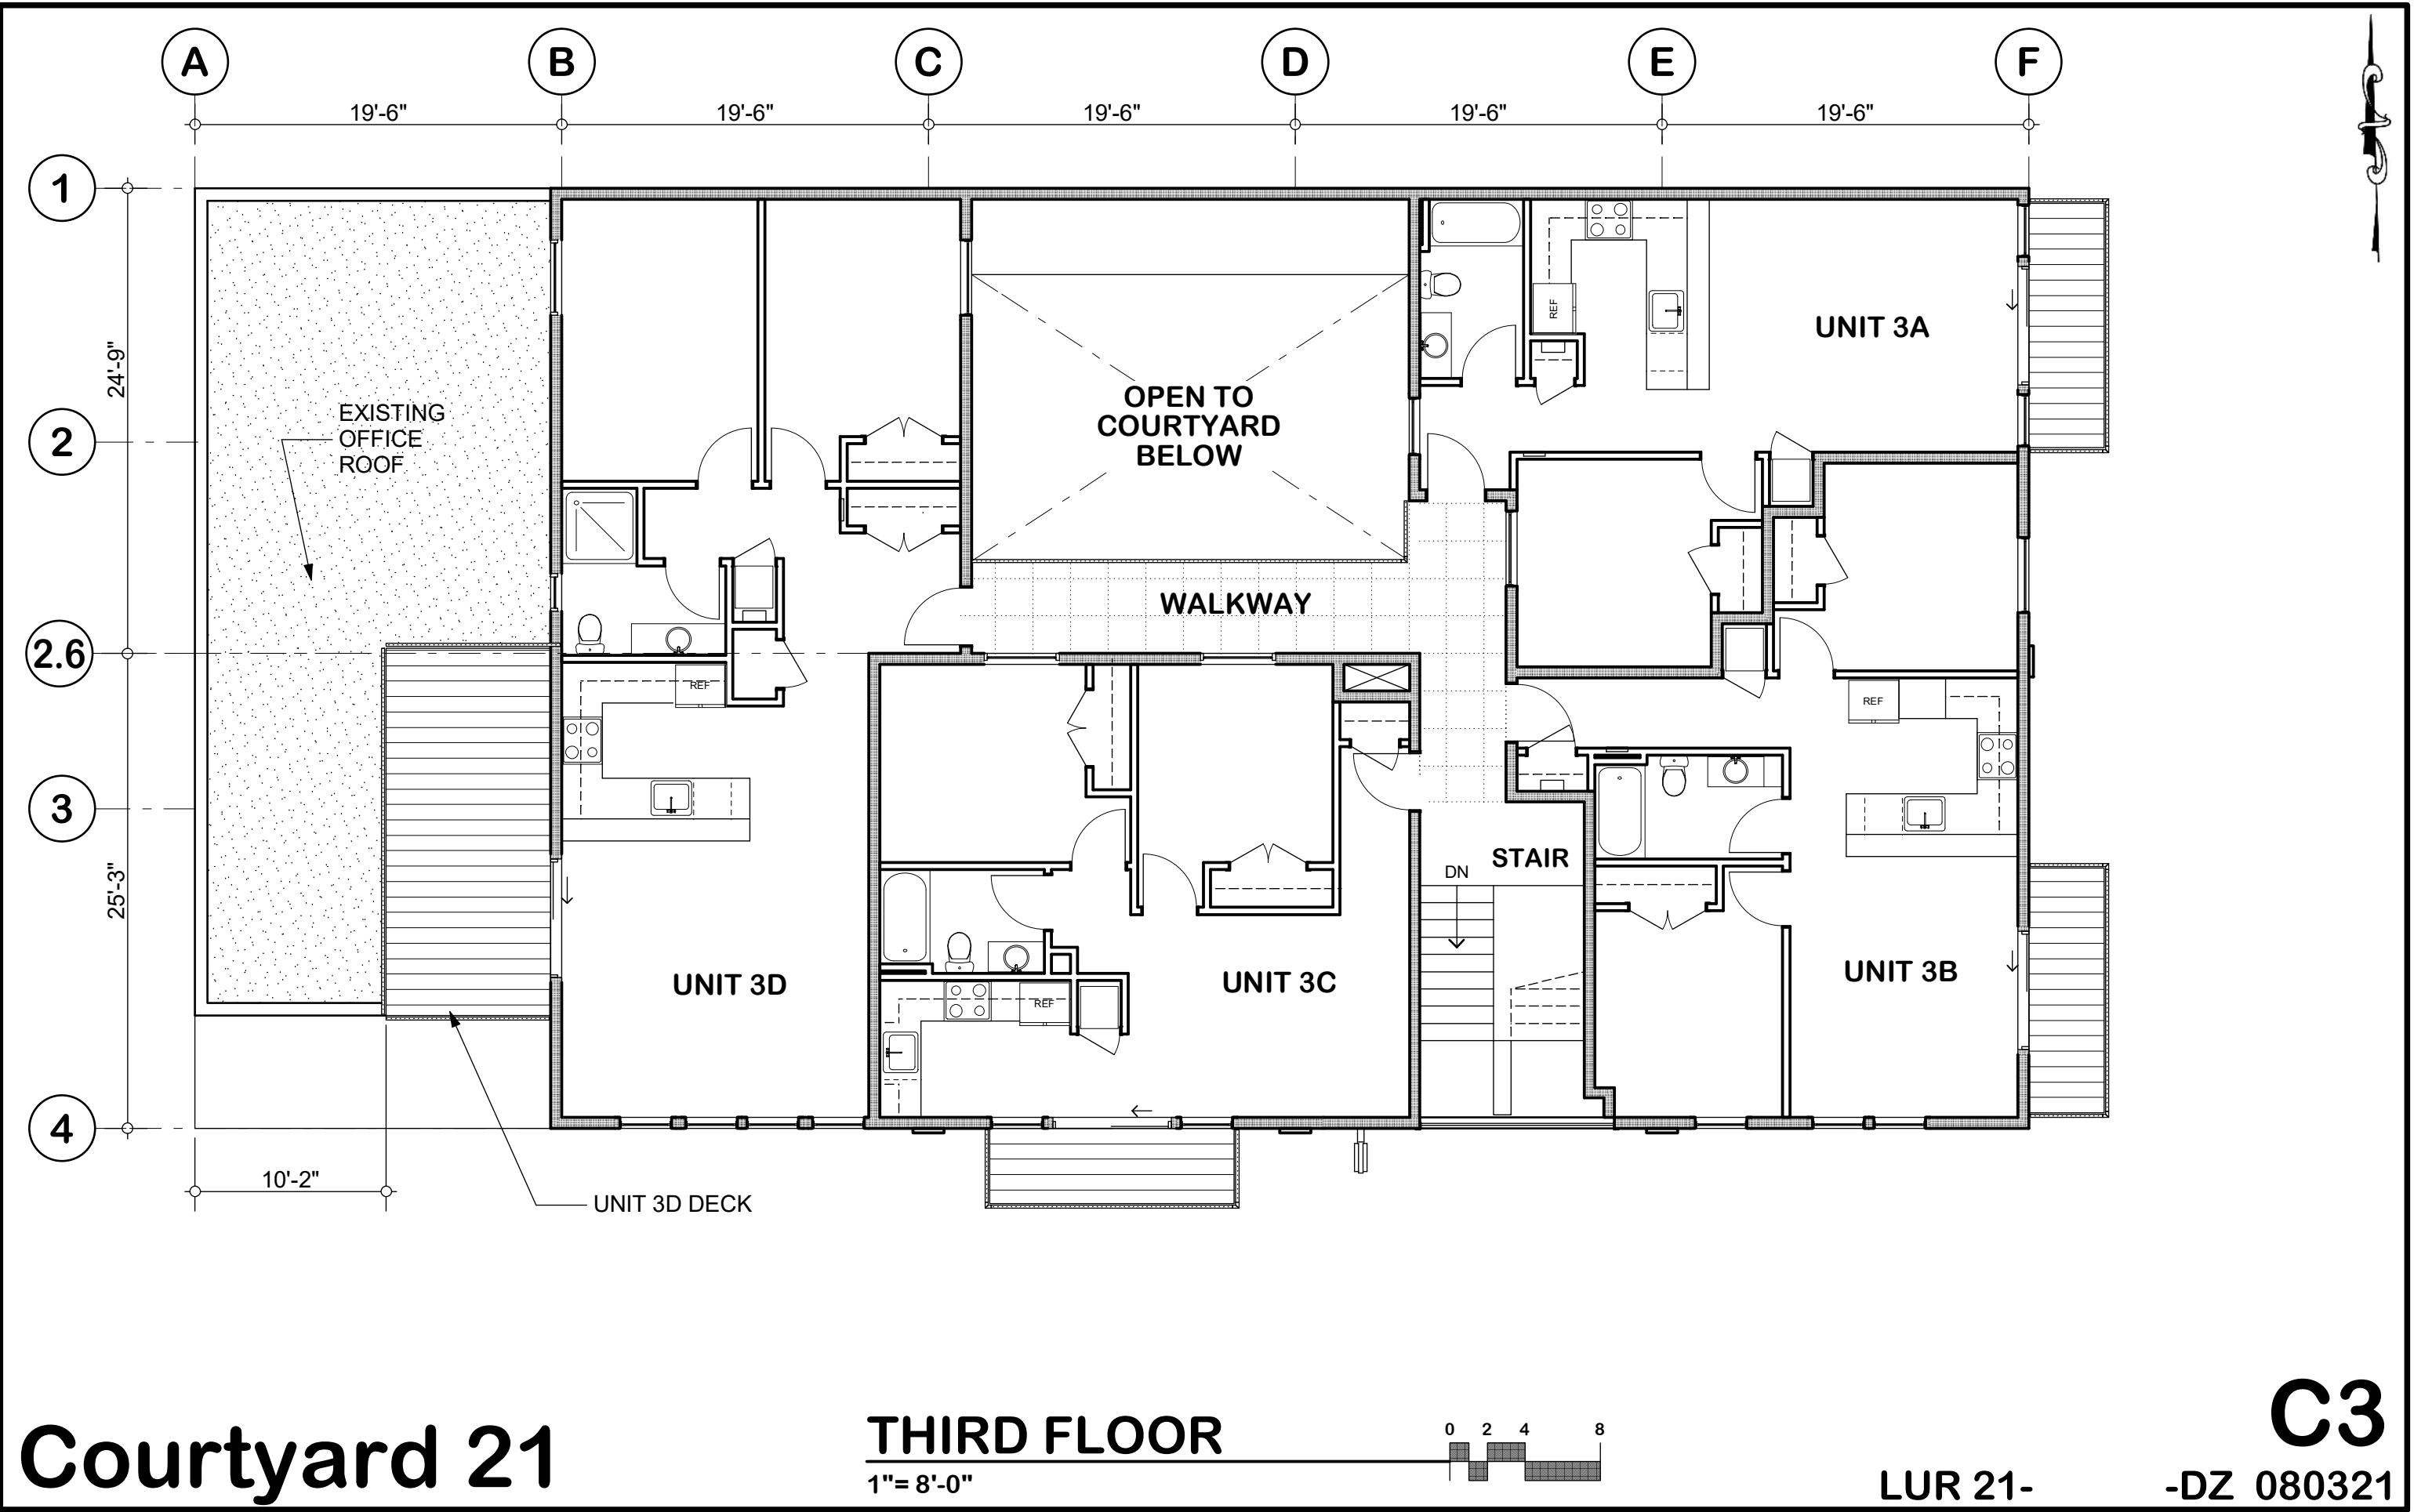 A B C D E F
19'-6" 19'-6" 19'-6" 19'-6" 19'-6"
1
24'-9"
2
2.6
3
25'-3"
4
10'-2"
EXISTING
OFFICE
ROOF
OPEN TO
COURTYARD
BELOW
REF
UNIT 3A
WALKWAY
REF
REF
STAIR
DN
UNIT 3D
UNIT 3C
UNIT 3B
REF
UNIT 3D DECK
Courtyard 21
THIRD FLOOR
1"= 8'-0"
0 2 4 8
C3
LUR 21- -DZ 080321